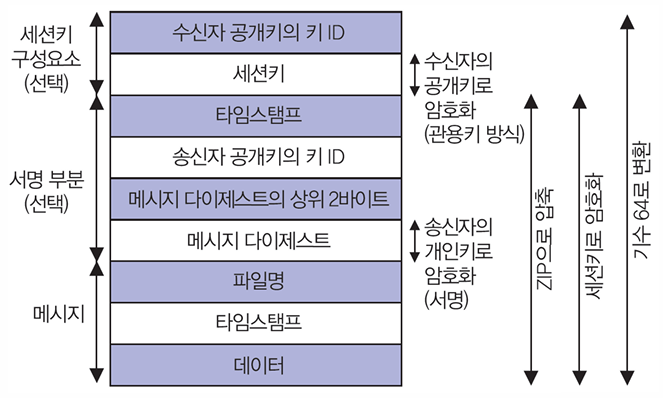 세션키
구성요소
(선택)
서명 부분
(선택)
메시지
수신자 공개키의 키 ID
세션키
타임스탬프
송신자 공개키의 키 ID
메시지 다이제스트의 상위 2바이트
메시지 다이제스트
파일명
타임스탬프
데이터
수신자의
공개키로
암호화
(관용키 방식)
송신자의
개인키로
암호화
(서명)
ZIP으로 압축
세션키로 암호화
기수 64로 변환